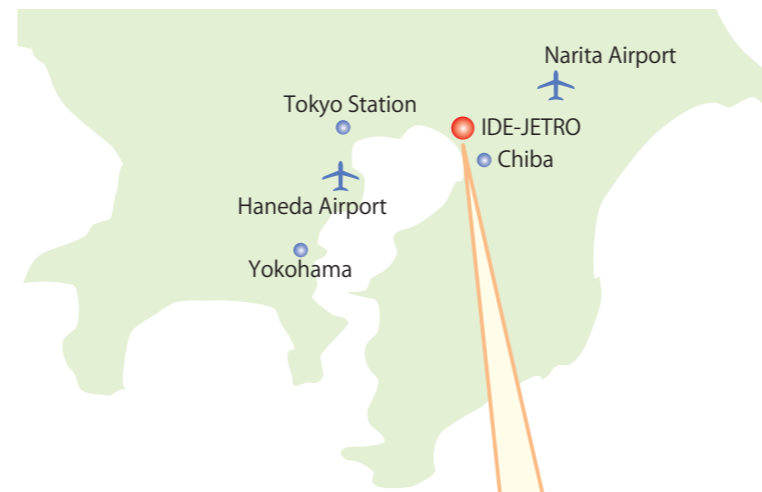 Narita Airport
Tokyo Station
IDE-JETRO
Chiba
Haneda Airport
Yokohama